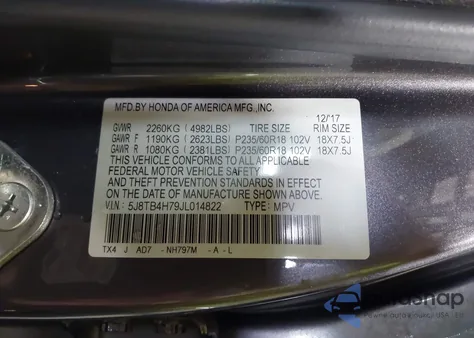 MFD.BY HONDA OF AMERICA MFG.,INC. 12/'17
GVWR 2260KG (4982LBS) TIRE SIZE RIM SIZE
GAWR F 1190KG (2623LBS) P235/60R18 102V 18X7.5J
GAWR R 1080KG (2381LBS) P235/60R18 102V 18X7.5J
THIS VEHICLE CONFORMS TO ALL APPLICABLE
FEDERAL MOTOR VEHICLE SAFETY
AND THEFT PREVENTION STANDARDS IN EFFECT
ON THE DATE OF MANUFACTURE SHOWN ABOVE.
V.I.N: 5J8TB4H79JL014822 TYPE: MPV
TX4 J AD7 - NH797M - A - L